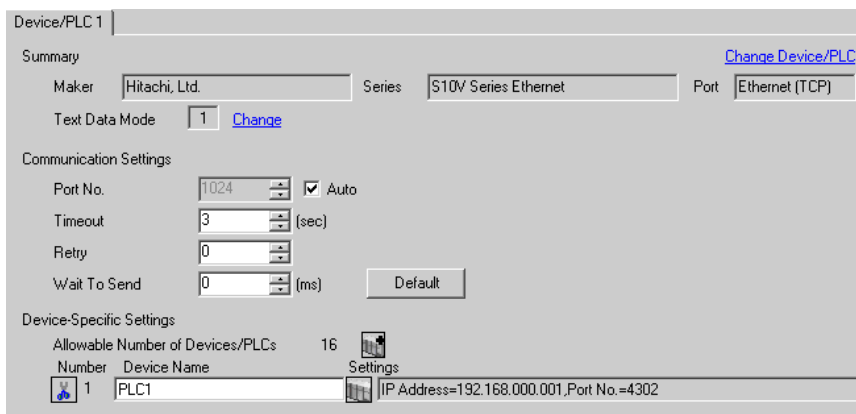 Device/PLC 1
Summary Change Device/PLC
Maker Hitachi, Ltd. Series S10V Series Ethernet Port Ethernet (TCP)
Text Data Mode 1 Change
Communication Settings
Port No. 1024 Auto
Timeout 3 (sec)
Retry 0
Wait To Send 0 (ms) Default
Device-Specific Settings
Allowable Number of Devices/PLCs 16
Number Device Name Settings
1 PLC1 IP Address=192.168.000.001,Port No.=4302